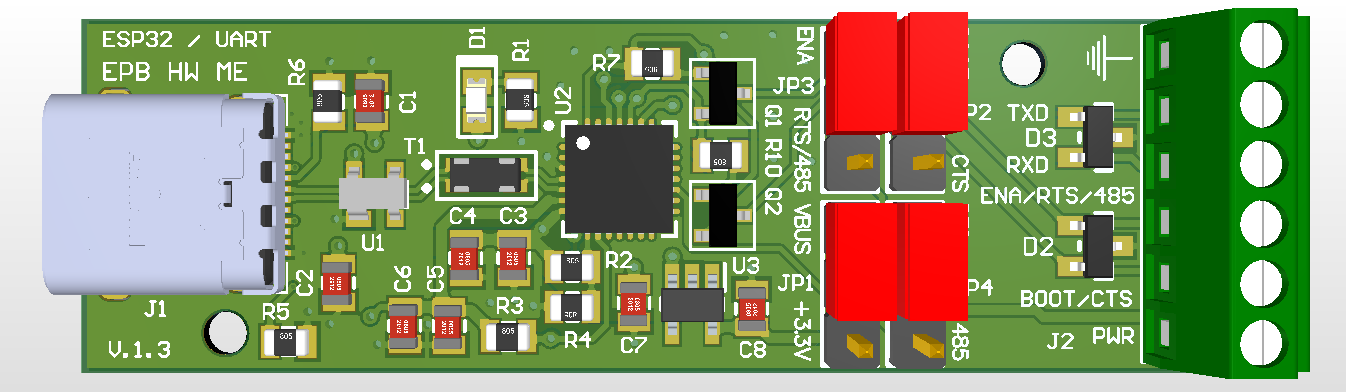 ESP32 / UART
EPB HW ME
R6
C1
D1
R1
U2
R7
ENA
JP3
Q1
R10
Q2
RTS/485
VBUS
P2
CTS
TXD
D3
RXD
ENA/RTS/485
D2
BOOT/CTS
PWR
J2
T1
U1
C4
C3
C2
C6
C5
R2
R3
R4
U3
JP1
+3.3V
P4
485
C7
C8
J1
R5
V.1.3